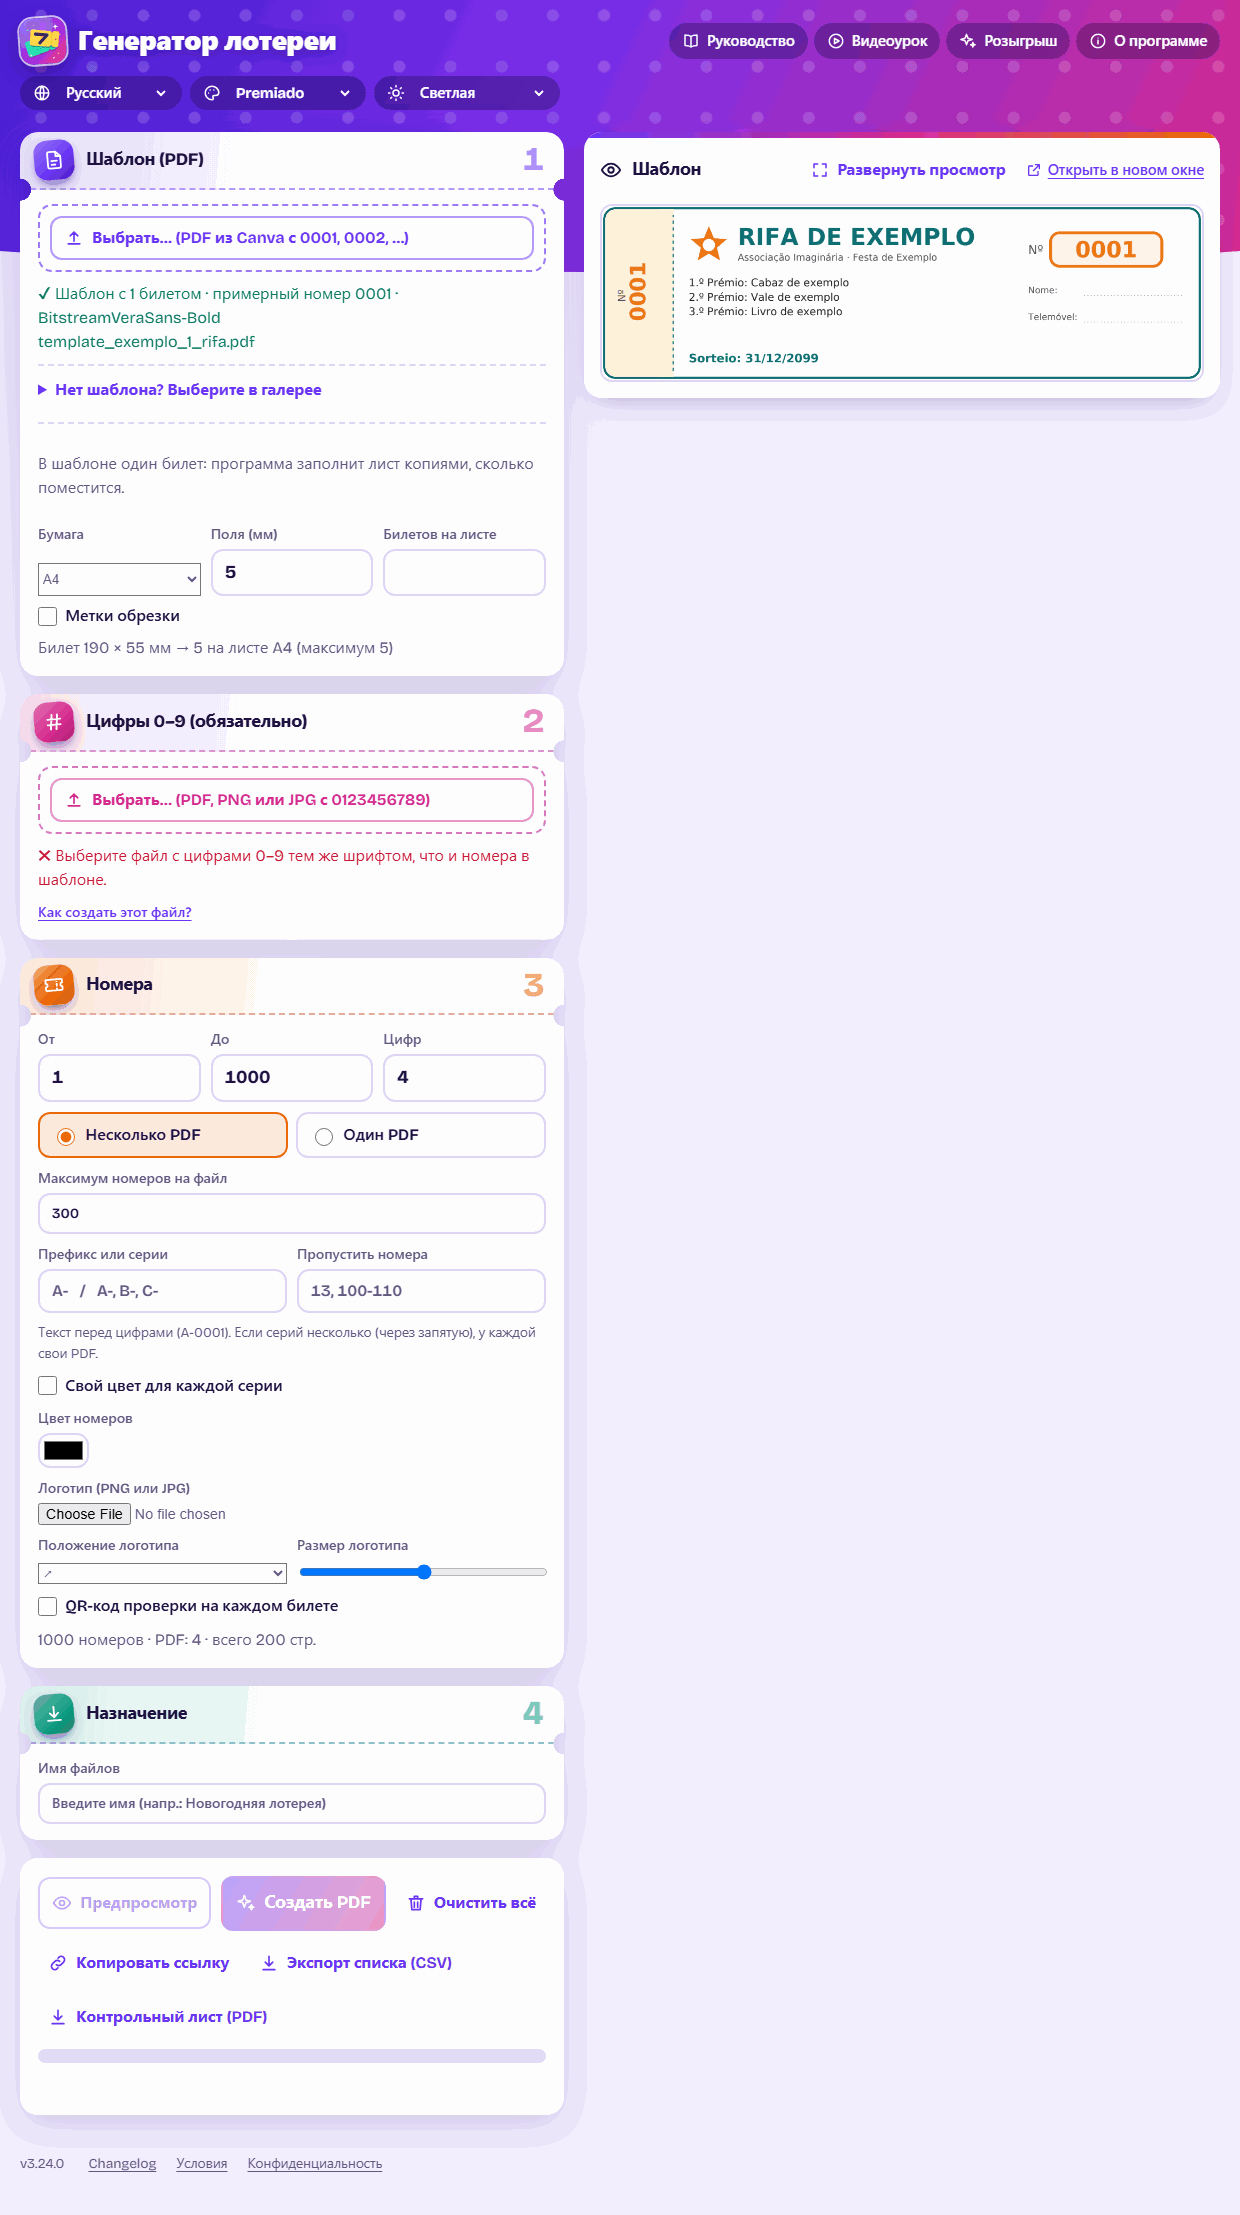 Генератор лотереи
Руководство
Видеоурок
Розыгрыш
О программе
Русский
Premiado
Светлая
Шаблон (PDF)
1
Выбрать... (PDF из Canva с 0001, 0002, ...)
✓ Шаблон с 1 билетом · примерный номер 0001 ·
BitstreamVeraSans-Bold
template_exemplo_1_rifa.pdf
Нет шаблона? Выберите в галерее
В шаблоне один билет: программа заполнит лист копиями, сколько
поместится.
Бумага
Поля (мм)
Билетов на листе
A4
5
Метки обрезки
Билет 190 × 55 мм → 5 на листе A4 (максимум 5)
Цифры 0–9 (обязательно)
2
Выбрать... (PDF, PNG или JPG с 0123456789)
✕ Выберите файл с цифрами 0–9 тем же шрифтом, что и номера в
шаблоне.
Как создать этот файл?
Номера
3
От
До
Цифр
1
1000
4
Несколько PDF
Один PDF
Максимум номеров на файл
300
Префикс или серии
Пропустить номера
A- / A-, B-, C-
13, 100-110
Текст перед цифрами (A-0001). Если серий несколько (через запятую), у каждой
свои PDF.
Свой цвет для каждой серии
Цвет номеров
Логотип (PNG или JPG)
Choose File No file chosen
Положение логотипа
Размер логотипа
↗
QR-код проверки на каждом билете
1000 номеров · PDF: 4 · всего 200 стр.
Назначение
4
Имя файлов
Введите имя (напр.: Новогодняя лотерея)
Предпросмотр
Создать PDF
Очистить всё
Копировать ссылку
Экспорт списка (CSV)
Контрольный лист (PDF)
v3.24.0
Changelog
Условия
Конфиденциальность
Шаблон
Развернуть просмотр
Открыть в новом окне
Nº
0001
RIFA DE EXEMPLO
Associação Imaginária · Festa de Exemplo
1.º Prémio: Cabaz de exemplo
2.º Prémio: Vale de exemplo
3.º Prémio: Livro de exemplo
Sorteio: 31/12/2099
Nº
0001
Nome:
Telemóvel: